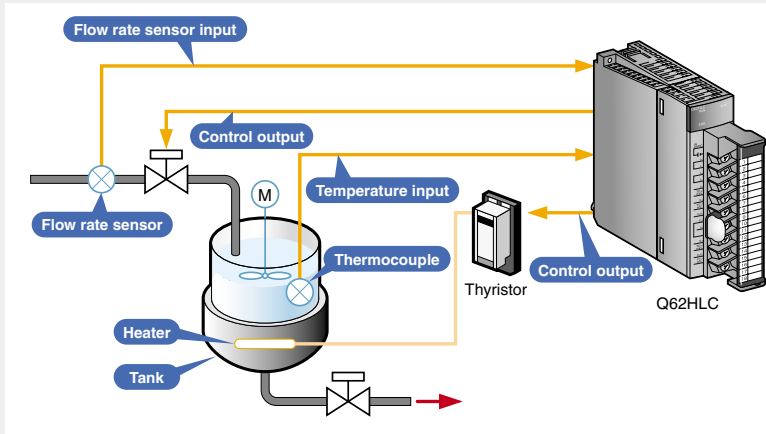 Flow rate sensor input
Control output
Temperature input
M
Flow rate sensor
Thermocouple
Control output
Thyristor
Q62HLC
Heater
Tank